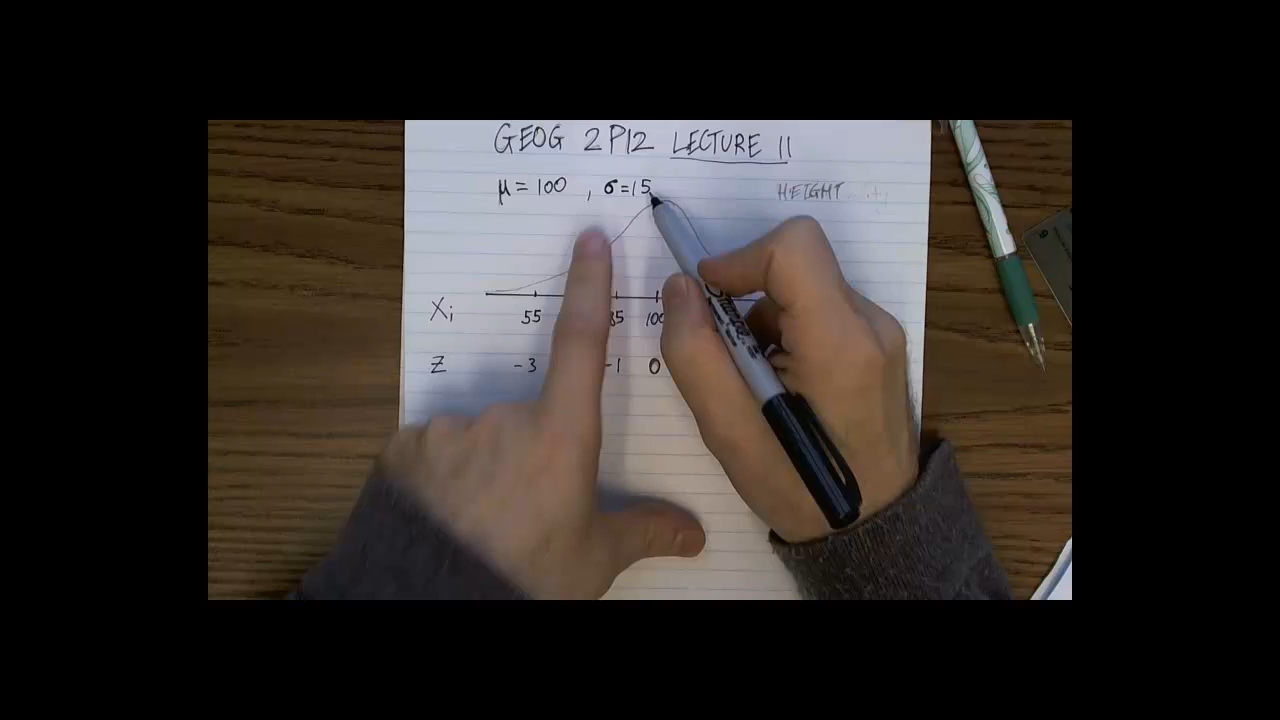 GEOG 2P12 LECTURE 11
μ = 100 , σ = 15
HEIGHT
Xi 55 85 100
Z -3 -1 0